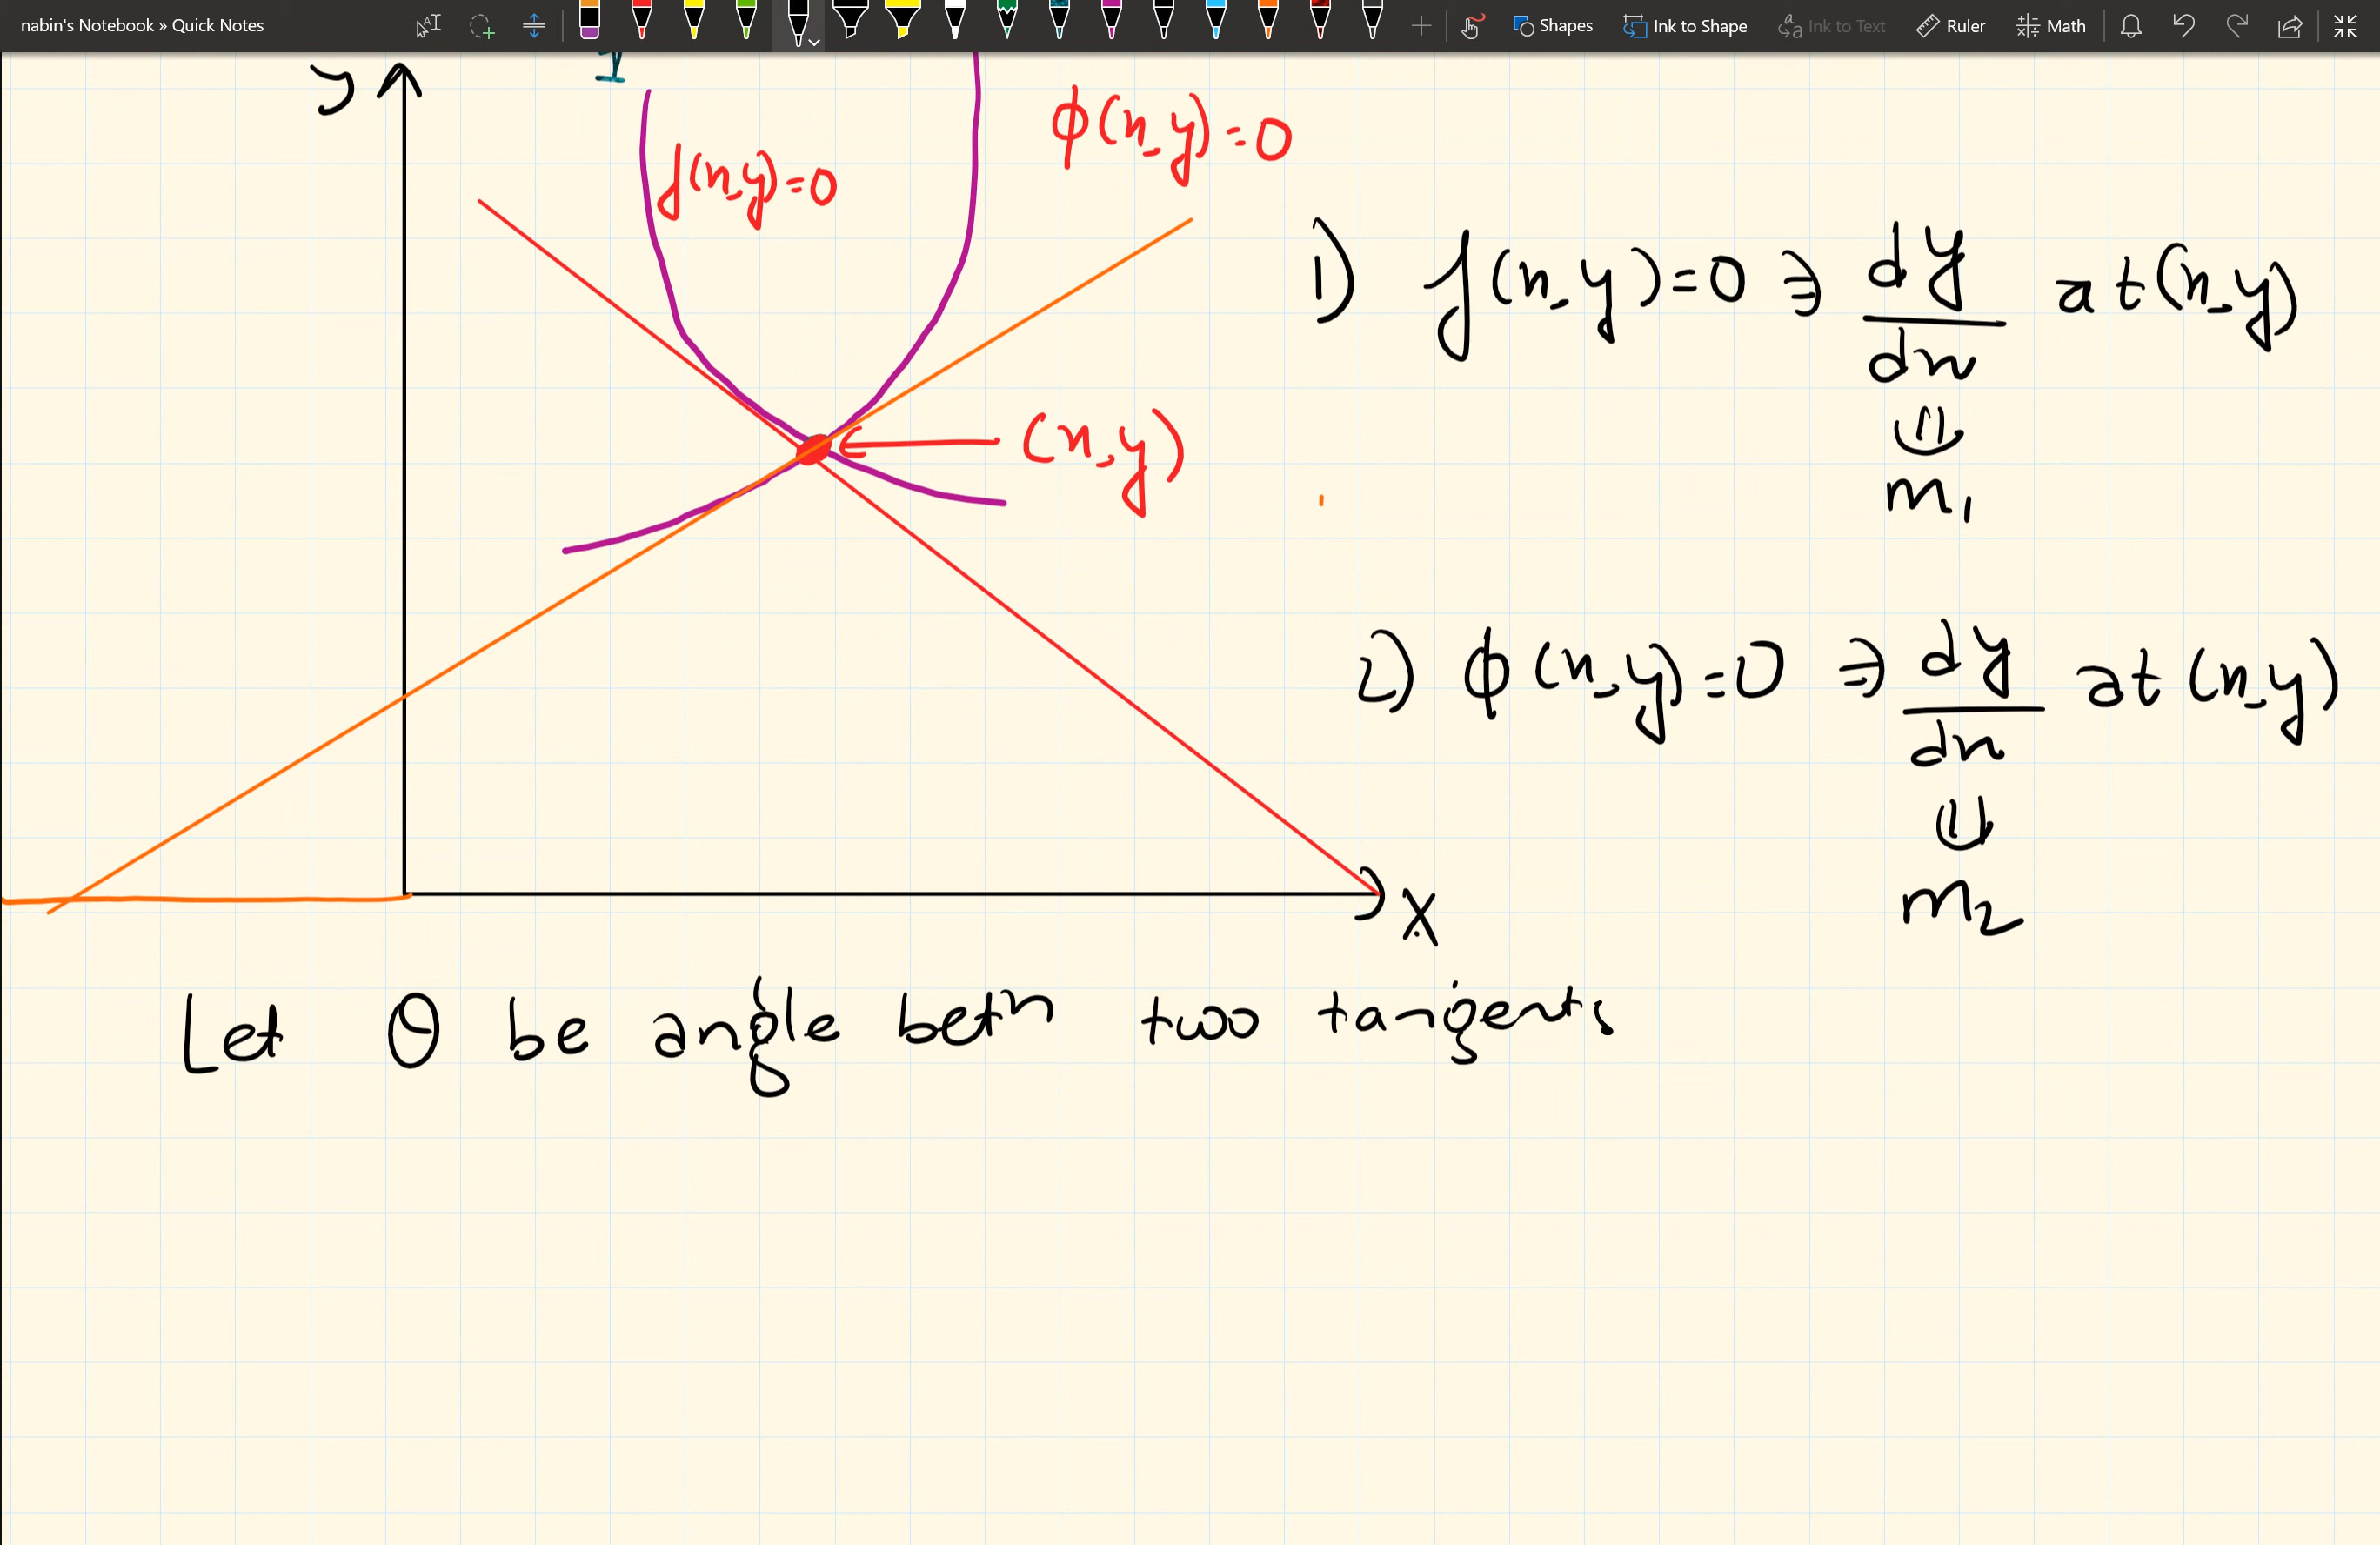 nabin's Notebook » Quick Notes
Shapes
Ink to Shape
Ink to Text
Ruler
Math
y
f(x,y)=0
ϕ(x,y)=0
(x,y)
x
1) f(x,y)=0 ⇒ dy/dx at (x,y)
⇓
m₁
2) ϕ(x,y)=0 ⇒ dy/dx at (x,y)
⇓
m₂
Let θ be angle betn two tangents